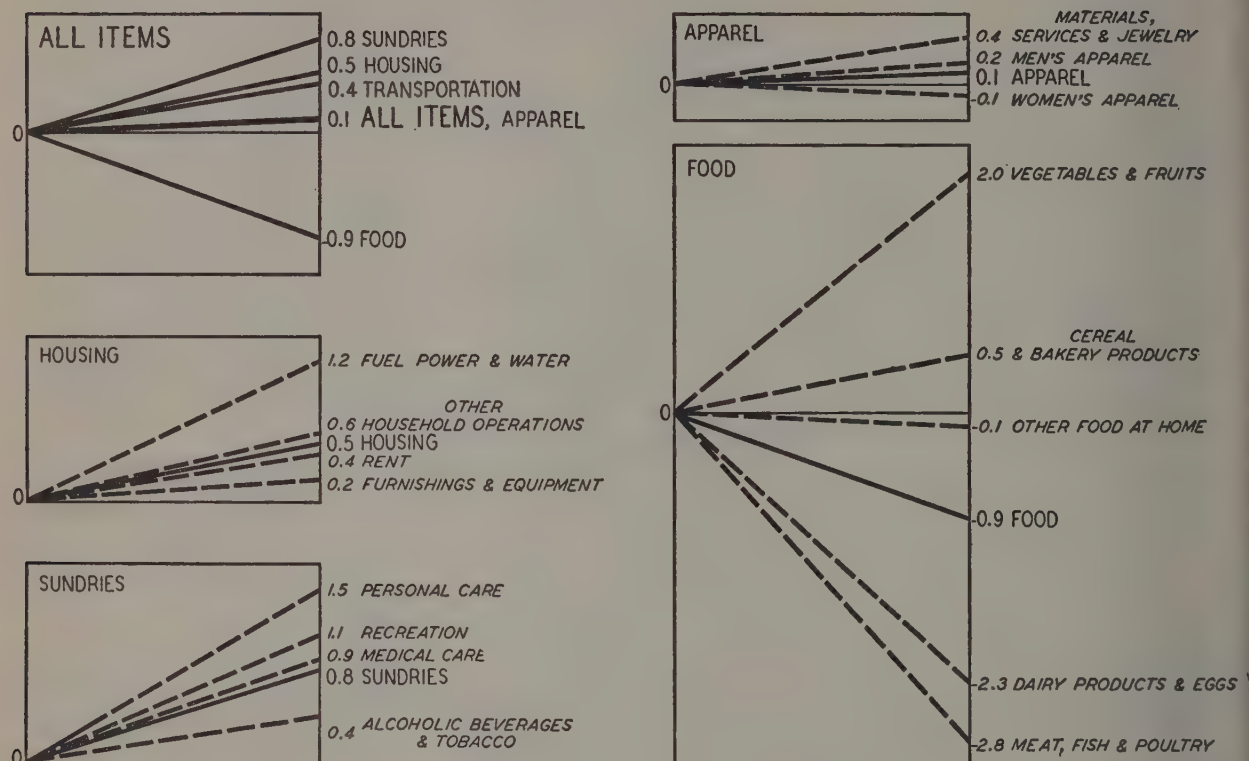 ALL ITEMS
0.8 SUNDRIES
0.5 HOUSING
0.4 TRANSPORTATION
0
0.1 ALL ITEMS, APPAREL
-0.9 FOOD
HOUSING
1.2 FUEL POWER & WATER
OTHER
0.6 HOUSEHOLD OPERATIONS
0.5 HOUSING
0.4 RENT
0
0.2 FURNISHINGS & EQUIPMENT
SUNDRIES
1.5 PERSONAL CARE
1.1 RECREATION
0.9 MEDICAL CARE
0.8 SUNDRIES
0.4 ALCOHOLIC BEVERAGES
& TOBACCO
0
APPAREL
MATERIALS,
0.4 SERVICES & JEWELRY
0.2 MEN'S APPAREL
0
0.1 APPAREL
-0.1 WOMEN'S APPAREL
FOOD
2.0 VEGETABLES & FRUITS
CEREAL
0.5 & BAKERY PRODUCTS
0
-0.1 OTHER FOOD AT HOME
-0.9 FOOD
-2.3 DAIRY PRODUCTS & EGGS
-2.8 MEAT, FISH & POULTRY